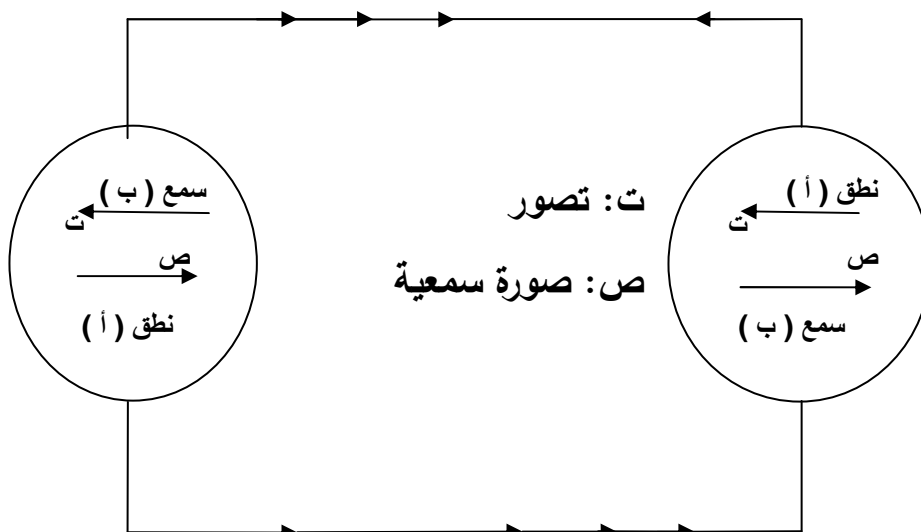 نطق ( أ )
ت
ص
سمع ( ب )
ت: تصور
ص: صورة سمعية
سمع ( ب )
ت
ص
نطق ( أ )